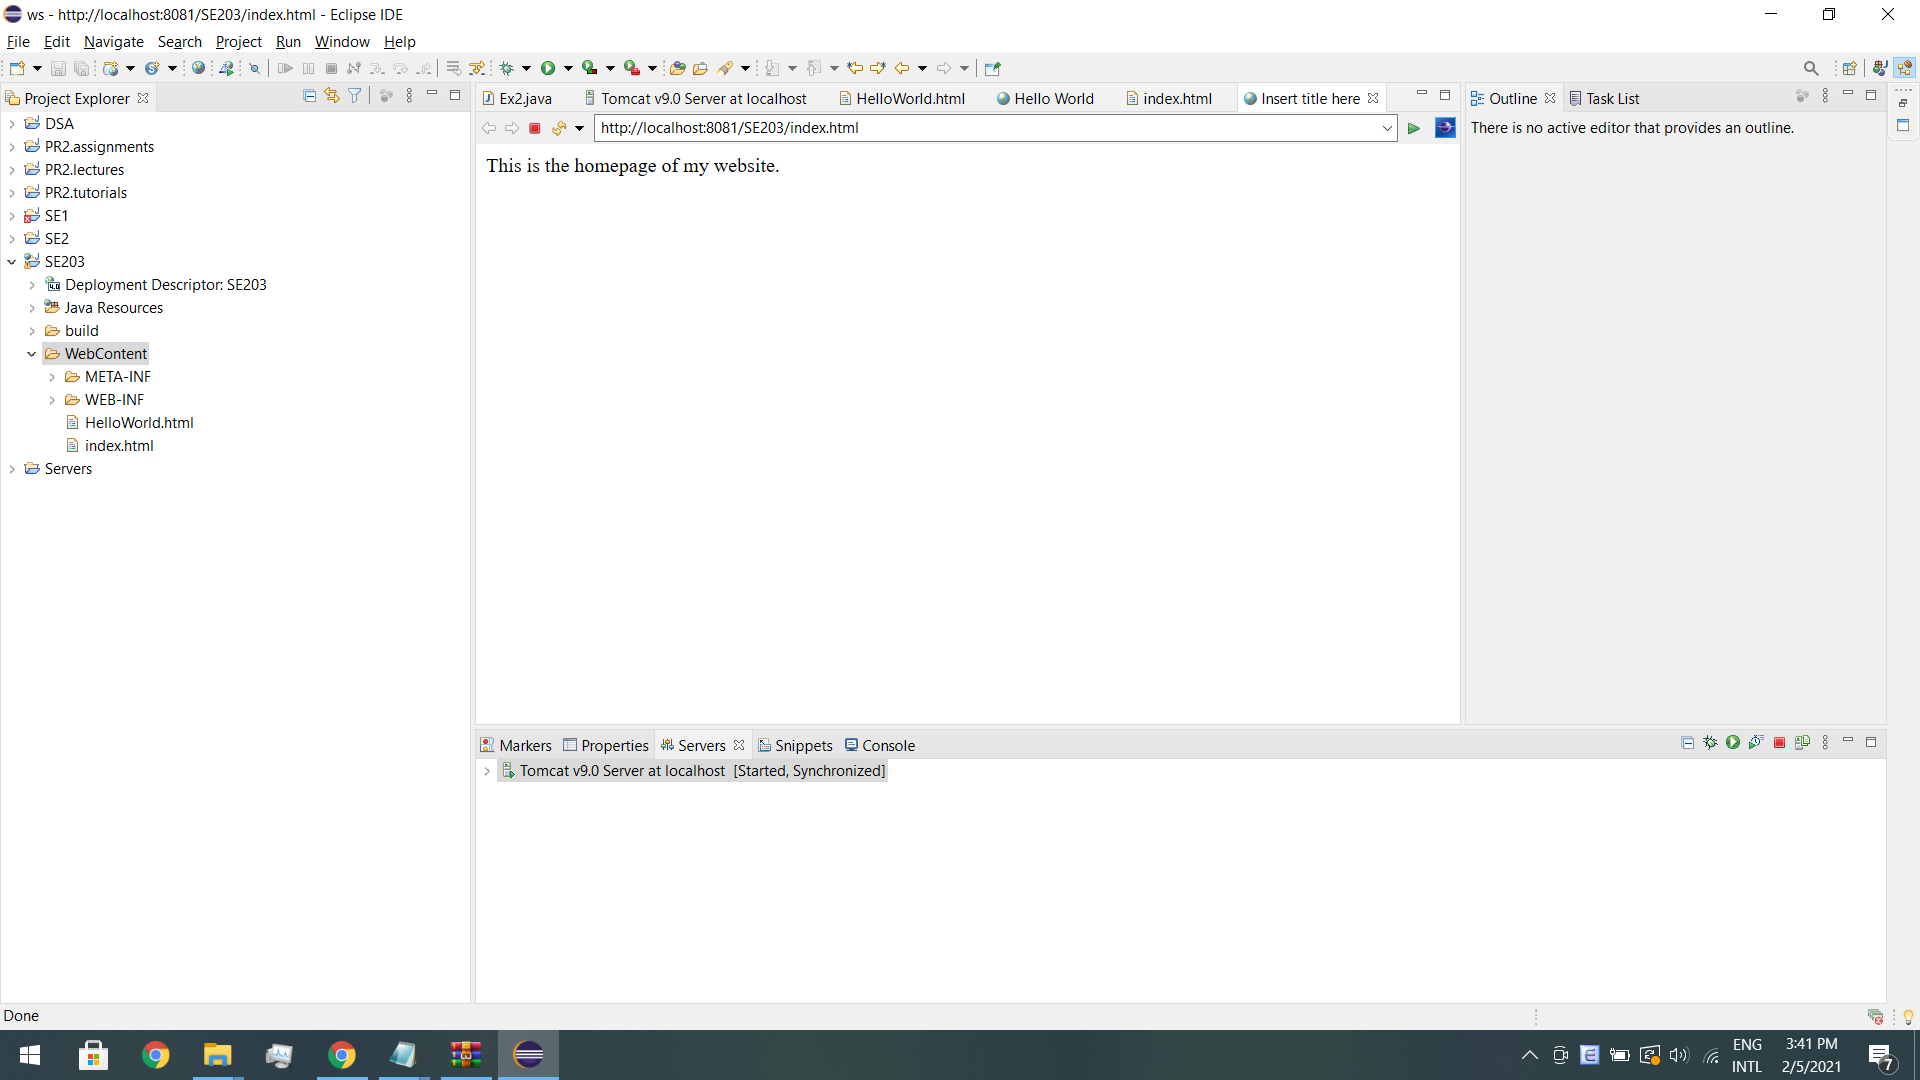 ws - http://localhost:8081/SE203/index.html - Eclipse IDE
File Edit Navigate Search Project Run Window Help
Project Explorer
Ex2.java Tomcat v9.0 Server at localhost HelloWorld.html Hello World index.html Insert title here
Outline Task List
http://localhost:8081/SE203/index.html
There is no active editor that provides an outline.
This is the homepage of my website.
DSA
PR2.assignments
PR2.lectures
PR2.tutorials
SE1
SE2
SE203
Deployment Descriptor: SE203
Java Resources
build
WebContent
META-INF
WEB-INF
HelloWorld.html
index.html
Servers
Markers Properties Servers Snippets Console
Tomcat v9.0 Server at localhost [Started, Synchronized]
Done
ENG
INTL
3:41 PM
2/5/2021
7